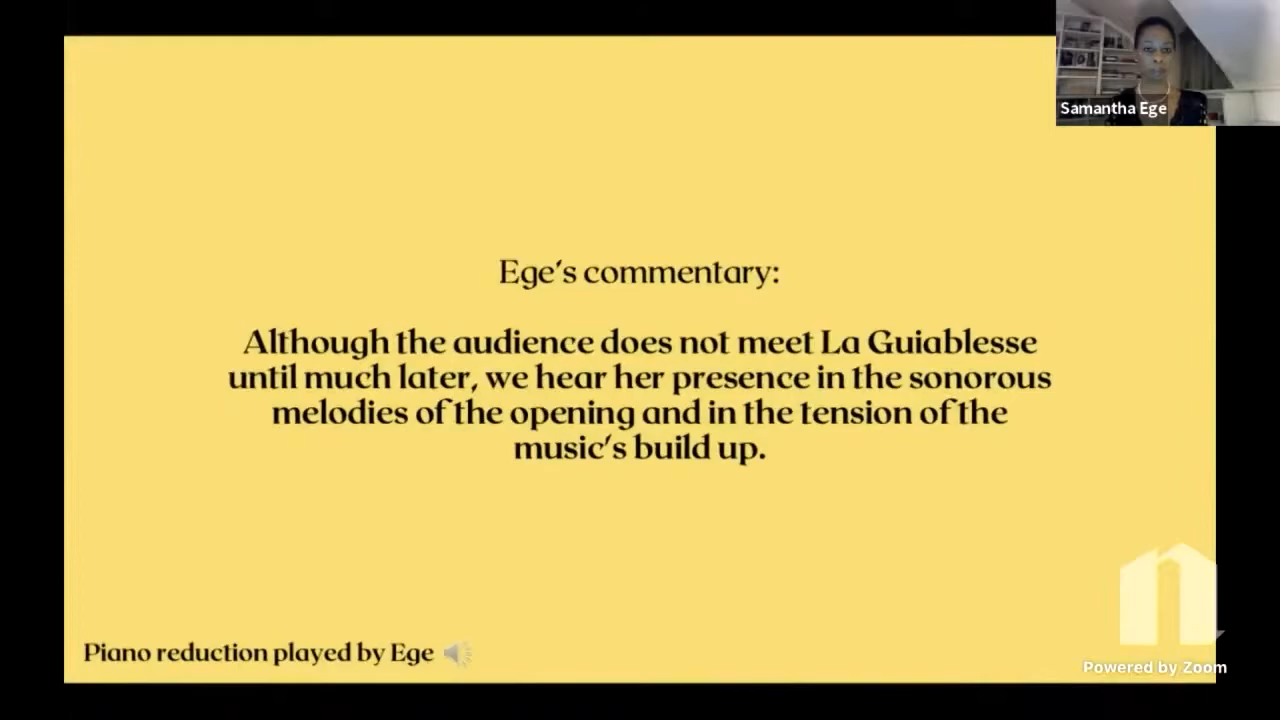 Samantha Ege
Ege's commentary:
Although the audience does not meet La Guiablesse
until much later, we hear her presence in the sonorous
melodies of the opening and in the tension of the
music's build up.
Piano reduction played by Ege
n
Powered by Zoom